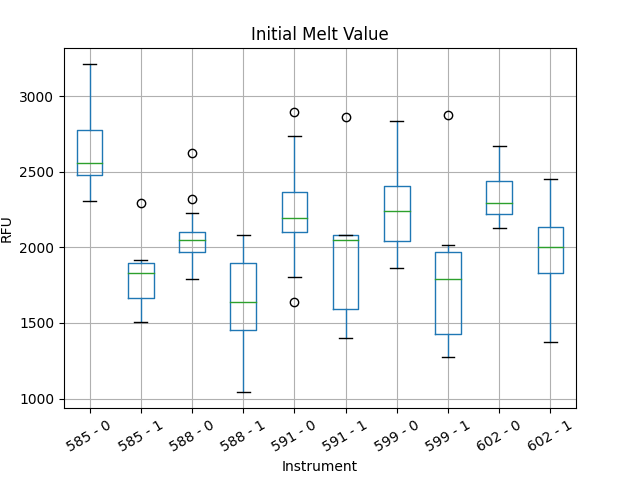 Initial Melt Value
RFU
3000
2500
2000
1500
1000
585 - 0
585 - 1
588 - 0
588 - 1
591 - 0
591 - 1
599 - 0
599 - 1
602 - 0
602 - 1
Instrument